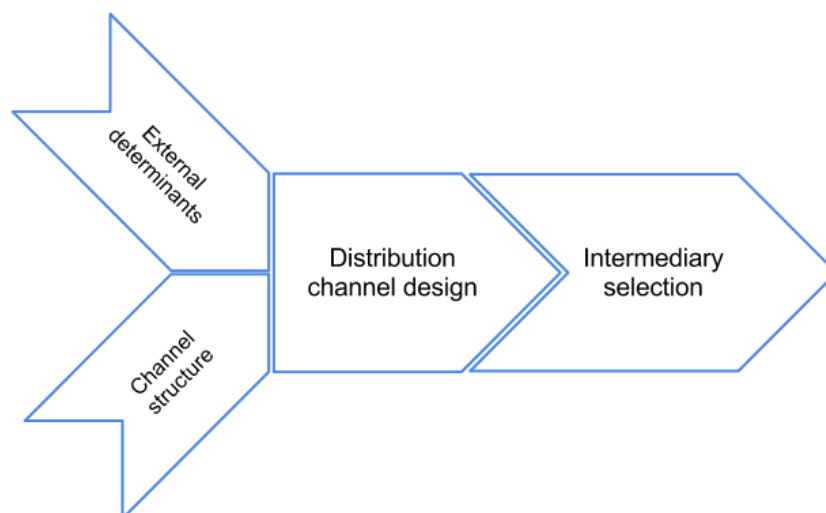 External
determinants
Channel
structure
Distribution
channel design
Intermediary
selection